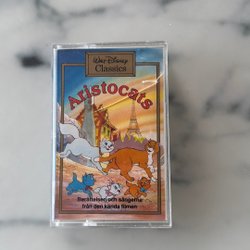 Walt Disney
Classics
Aristocats
Berättelsen och sångerna
från den kända filmen